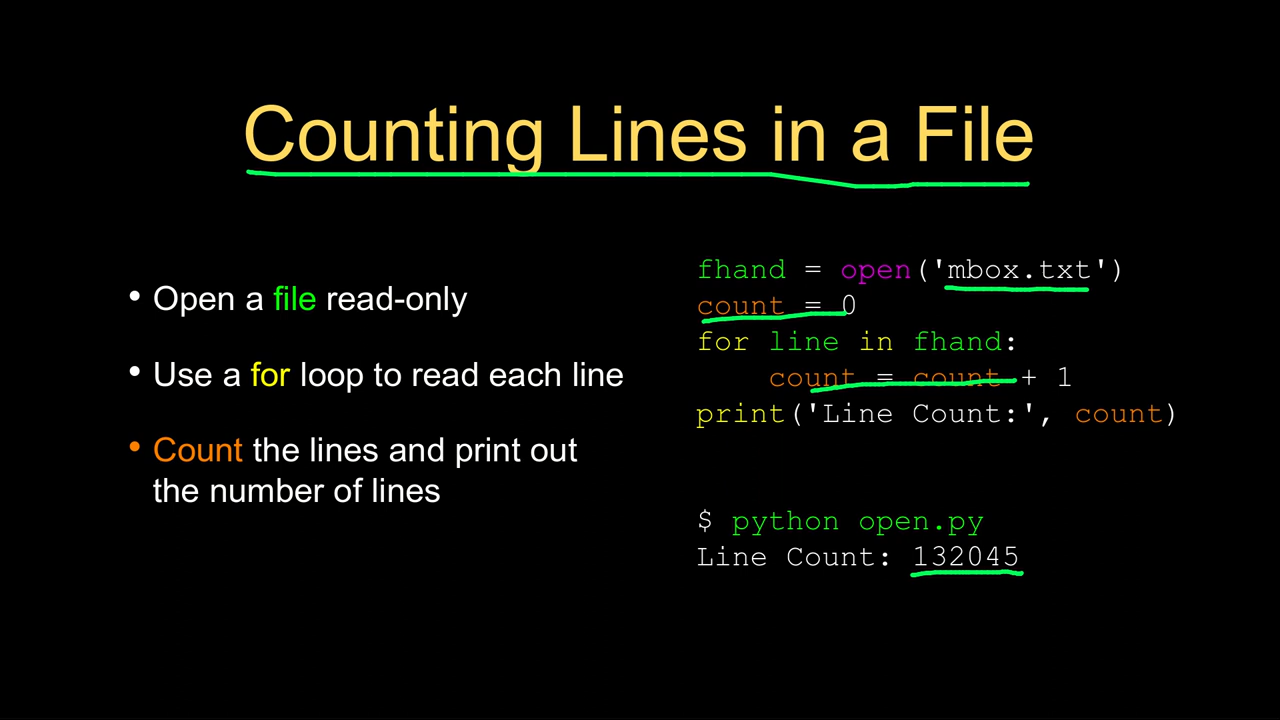 Counting Lines in a File
• Open a file read-only
• Use a for loop to read each line
• Count the lines and print out
the number of lines
fhand = open('mbox.txt')
count = 0
for line in fhand:
    count = count + 1
print('Line Count:', count)
$ python open.py
Line Count: 132045